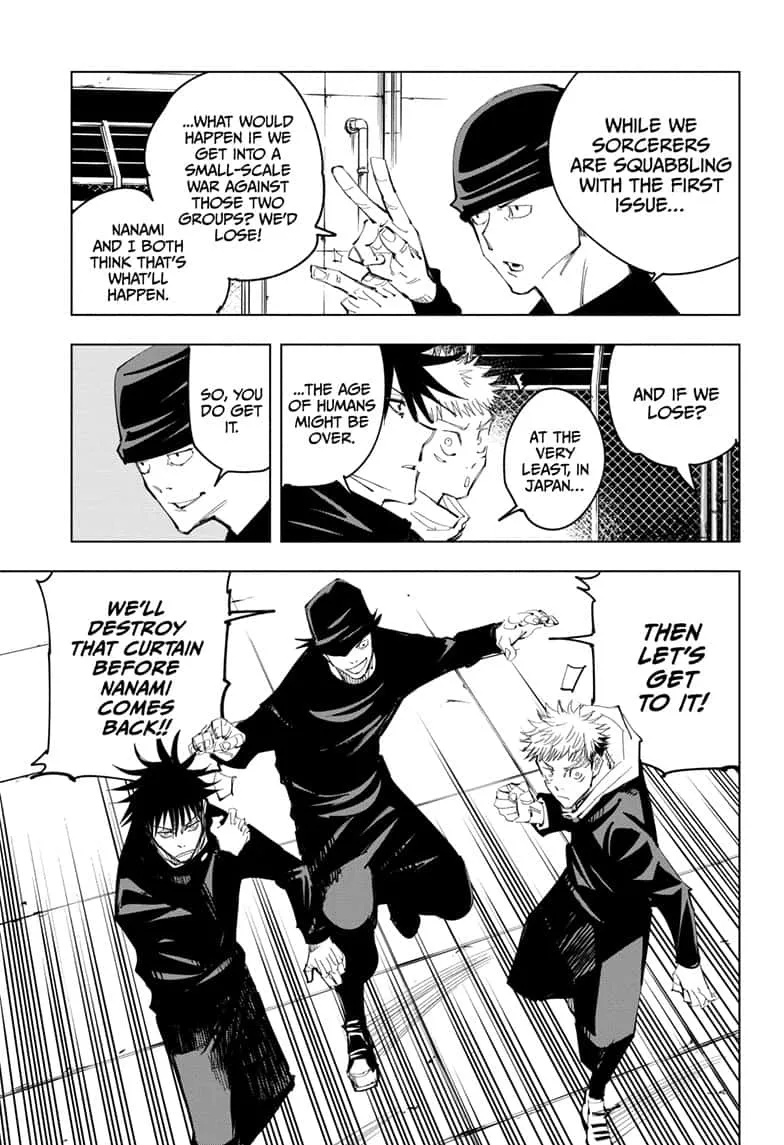 WHILE WE
SORCERERS
ARE SQUABBLING
WITH THE FIRST
ISSUE...
...WHAT WOULD
HAPPEN IF WE
GET INTO A
SMALL-SCALE
WAR AGAINST
THOSE TWO
GROUPS? WE'D
LOSE!
NANAMI
AND I BOTH
THINK THAT'S
WHAT'LL
HAPPEN.
AND IF WE
LOSE?
AT THE
VERY
LEAST, IN
JAPAN...
...THE AGE
OF HUMANS
MIGHT BE
OVER.
SO, YOU
DO GET
IT.
THEN
LET'S
GET
TO IT!
WE'LL
DESTROY
THAT CURTAIN
BEFORE
NANAMI
COMES
BACK!!